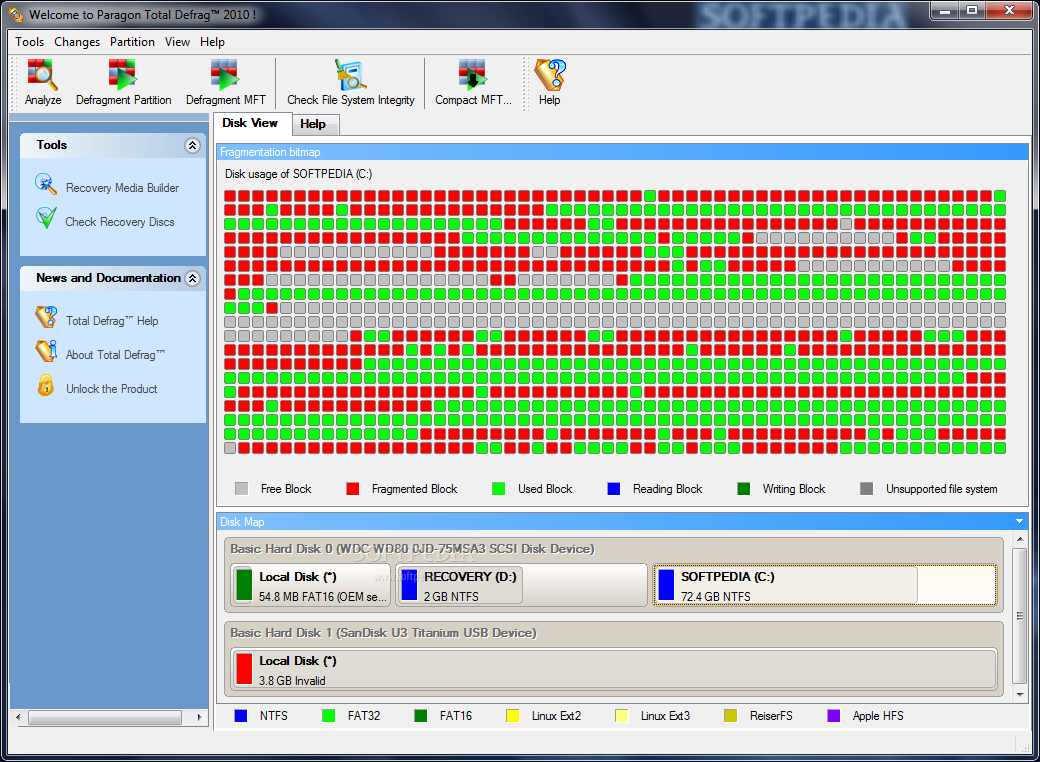 Welcome to Paragon Total Defrag™ 2010 !
SOFTPEDIA
Tools Changes Partition View Help
Analyze Defragment Partition Defragment MFT Check File System Integrity Compact MFT... Help
Tools
Recovery Media Builder
Check Recovery Discs
News and Documentation
Total Defrag™ Help
About Total Defrag™
Unlock the Product
Disk View Help
Fragmentation bitmap
Disk usage of SOFTPEDIA (C:)
Free Block Fragmented Block Used Block Reading Block Writing Block Unsupported file system
Disk Map
Basic Hard Disk 0 (WDC WD80 0JD-75MSA3 SCSI Disk Device)
SOFTPEDIA
Local Disk (*)
54.8 MB FAT16 (OEM se...
RECOVERY (D:)
2 GB NTFS
SOFTPEDIA (C:)
72.4 GB NTFS
Basic Hard Disk 1 (SanDisk U3 Titanium USB Device)
Local Disk (*)
3.8 GB Invalid
NTFS FAT32 FAT16 Linux Ext2 Linux Ext3 ReiserFS Apple HFS